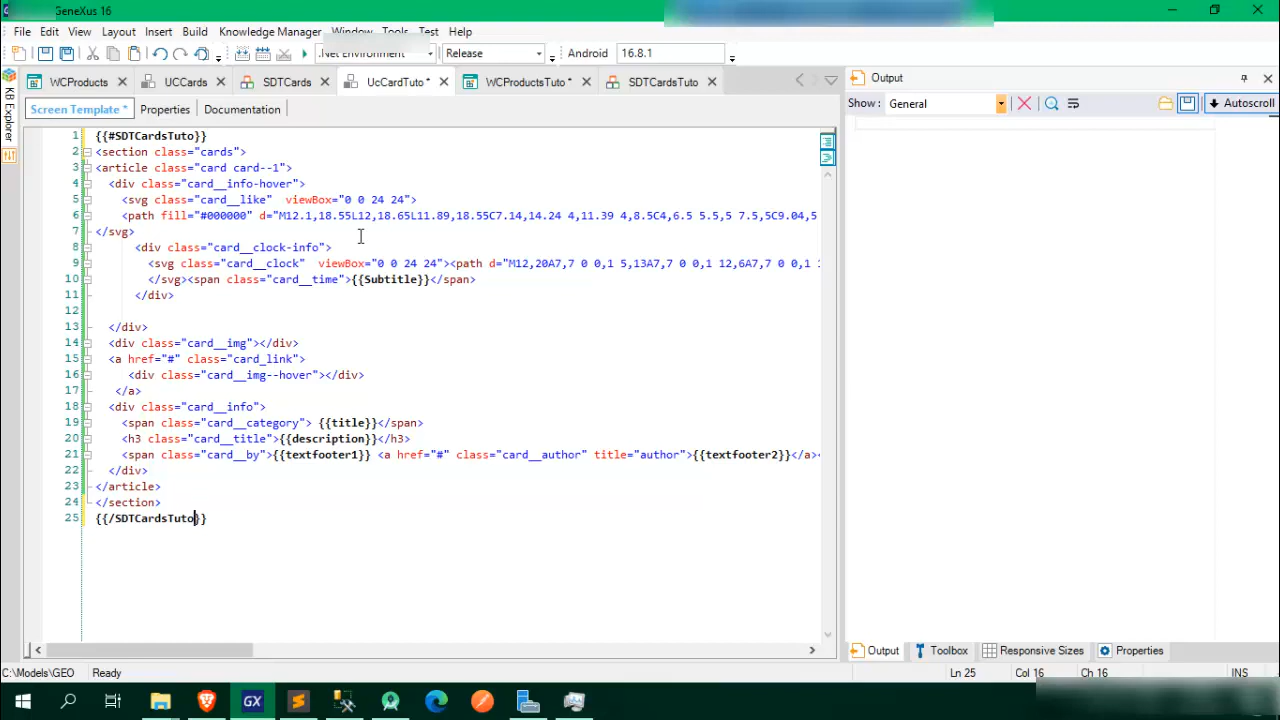 GX GeneXus 16
File Edit View Layout Insert Build Knowledge Manager Window Tools Test Help
.Net Environment Release Android 16.8.1
WCProducts UCCards SDTCards UcCardTuto * WCProductsTuto * SDTCardsTuto Output
KB Explorer
Screen Template * Properties Documentation Show : General Autoscroll
1 {{#SDTCardsTuto}}
2 <section class="cards">
3 <article class="card card--1">
4 <div class="card__info-hover">
5 <svg class="card__like" viewBox="0 0 24 24">
6 <path fill="#000000" d="M12.1,18.55L12,18.65L11.89,18.55C7.14,14.24 4,11.39 4,8.5C4,6.5 5.5,5 7.5,5C9.04,5
7 </svg>
8 <div class="card__clock-info">
9 <svg class="card__clock" viewBox="0 0 24 24"><path d="M12,20A7,7 0 0,1 5,13A7,7 0 0,1 12,6A7,7 0 0,1 1
10 </svg><span class="card__time">{{Subtitle}}</span>
11 </div>
12
13 </div>
14 <div class="card__img"></div>
15 <a href="#" class="card_link">
16 <div class="card__img--hover"></div>
17 </a>
18 <div class="card__info">
19 <span class="card__category"> {{title}}</span>
20 <h3 class="card__title">{{description}}</h3>
21 <span class="card__by">{{textfooter1}} <a href="#" class="card__author" title="author">{{textfooter2}}</a><
22 </div>
23 </article>
24 </section>
25 {{/SDTCardsTuto}}
Output Toolbox Responsive Sizes Properties
C:\Models\GEO Ready Ln 25 Col 16 Ch 16 INS
GX